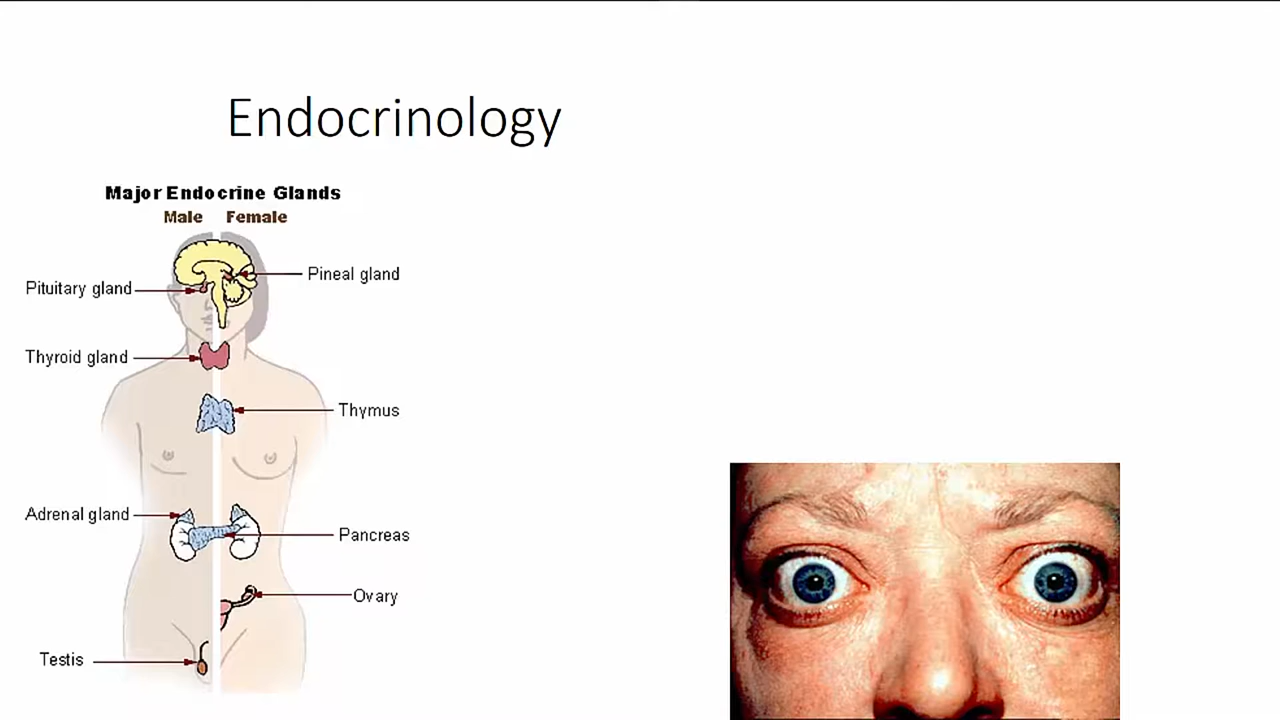 Endocrinology
Major Endocrine Glands
Male Female
Pineal gland
Pituitary gland
Thyroid gland
Thymus
Adrenal gland
Pancreas
Ovary
Testis